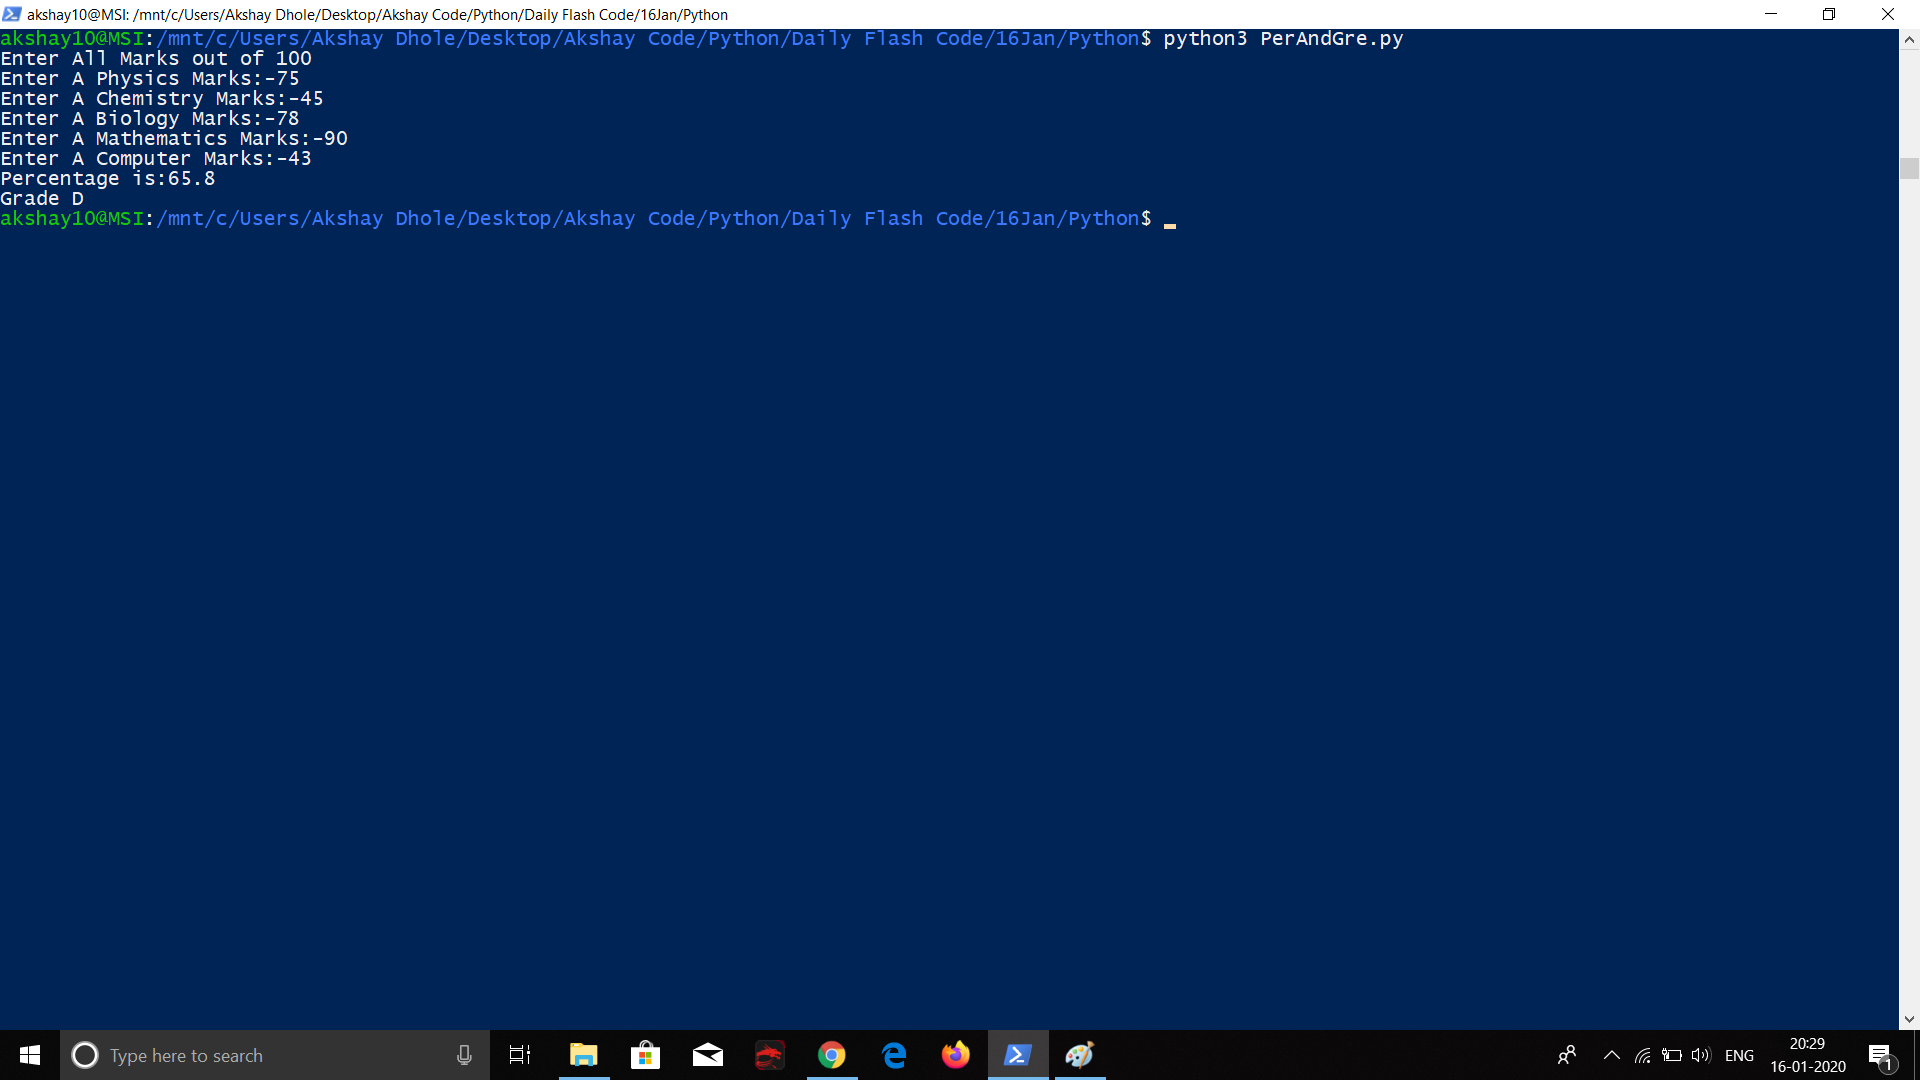 akshay10@MSI: /mnt/c/Users/Akshay Dhole/Desktop/Akshay Code/Python/Daily Flash Code/16Jan/Python
akshay10@MSI:/mnt/c/Users/Akshay Dhole/Desktop/Akshay Code/Python/Daily Flash Code/16Jan/Python$ python3 PerAndGre.py
Enter All Marks out of 100
Enter A Physics Marks:-75
Enter A Chemistry Marks:-45
Enter A Biology Marks:-78
Enter A Mathematics Marks:-90
Enter A Computer Marks:-43
Percentage is:65.8
Grade D
akshay10@MSI:/mnt/c/Users/Akshay Dhole/Desktop/Akshay Code/Python/Daily Flash Code/16Jan/Python$
Type here to search
ENG
20:29
16-01-2020
1